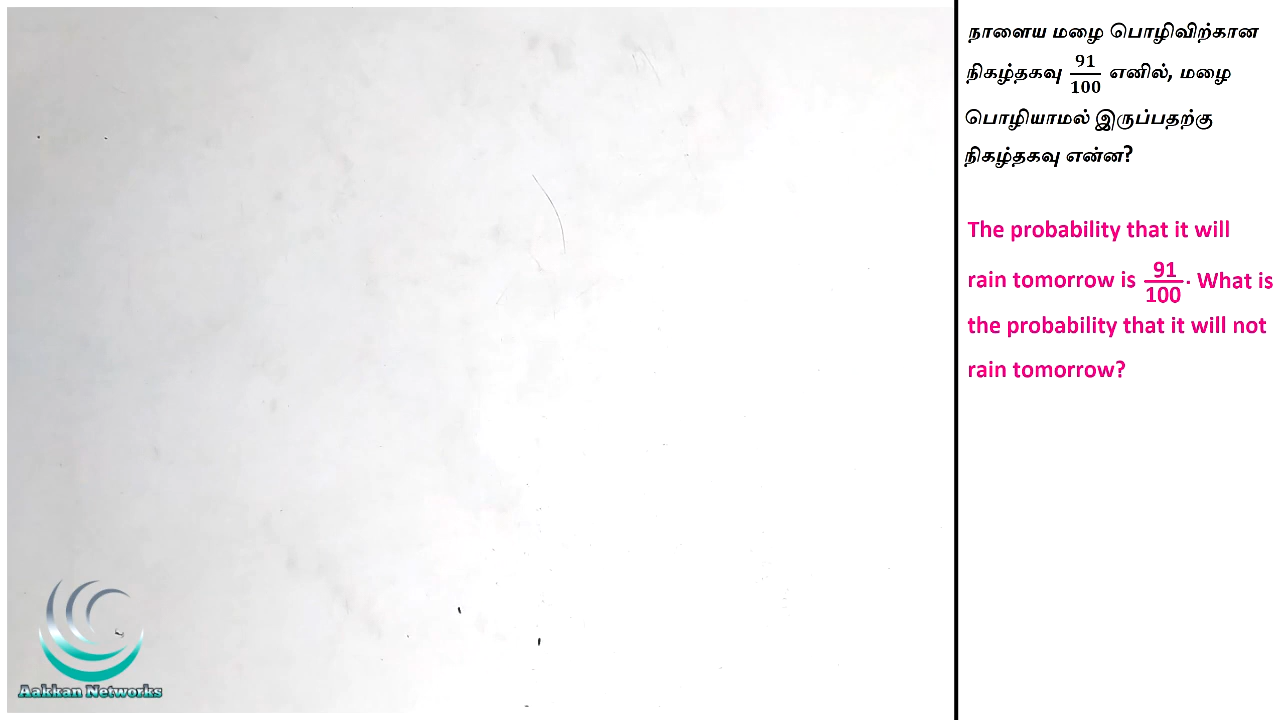 நாளைய மழை பொழிவிற்கான
நிகழ்தகவு 91/100 எனில், மழை
பொழியாமல் இருப்பதற்கு
நிகழ்தகவு என்ன?
The probability that it will
rain tomorrow is 91/100. What is
the probability that it will not
rain tomorrow?
Aakkan Networks